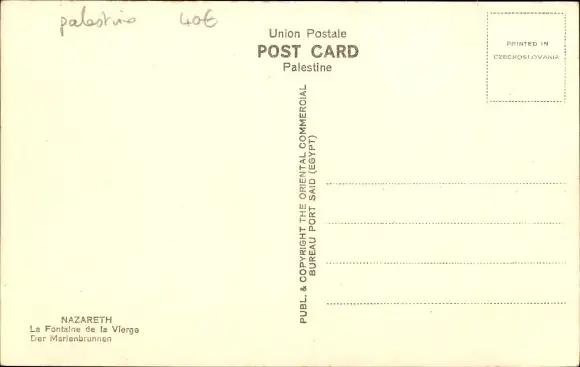 palestina 40€
Union Postale
POST CARD
Palestine
PRINTED IN
CZECHOSLOVAKIA
PUBL. & COPYRIGHT THE ORIENTAL COMMERCIAL
BUREAU PORT SAID (EGYPT)
NAZARETH
La Fontaine de la Vierge
Der Marienbrunnen